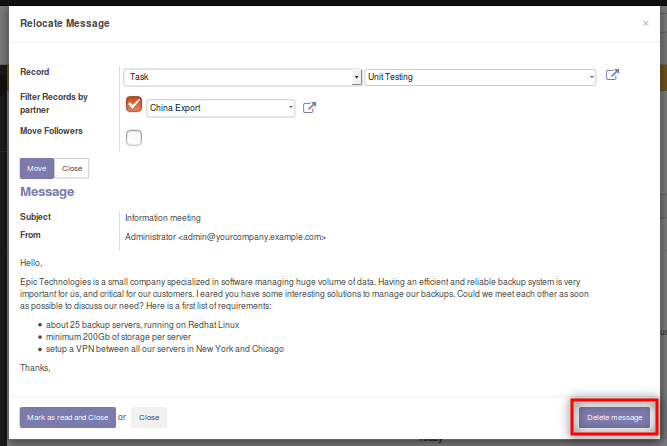 Relocate Message ×
Record Task Unit Testing
Filter Records by
partner China Export
Move Followers
Move Close
Message
Subject Information meeting
From Administrator <admin@yourcompany.example.com>
Hello,
Epic Technologies is a small company specialized in software managing huge volume of data. Having an efficient and reliable backup system is very
important for us, and critical for our customers. I eared you have some interesting solutions to manage our backups. Could we meet each other as soon
as possible to discuss our need? Here is a first list of requirements:
• about 25 backup servers, running on Redhat Linux
• minimum 200Gb of storage per server
• setup a VPN between all our servers in New York and Chicago
Thanks,
Mark as read and Close or Close Delete message